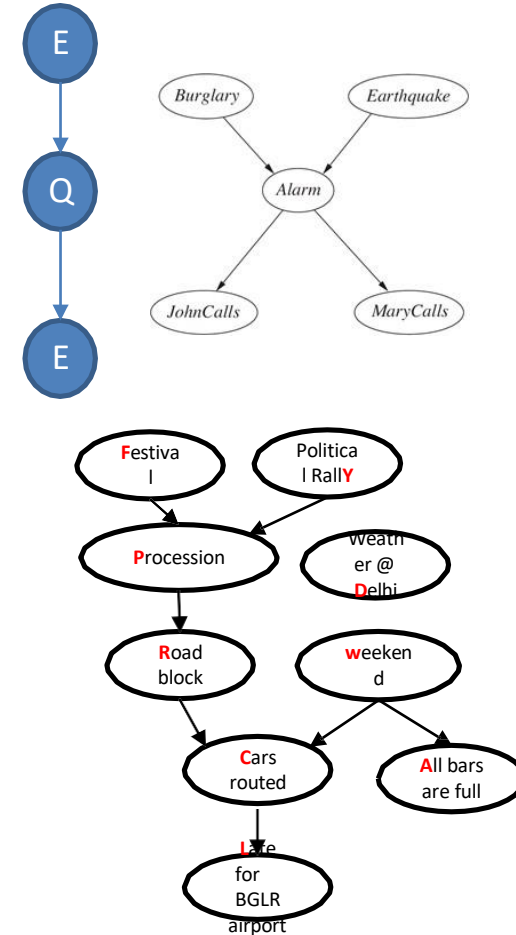 E
Q
E
Burglary
Earthquake
Alarm
JohnCalls
MaryCalls
Festiva
l
Politica
l RallY
Procession
Weath
er @
Delhi
Road
block
weeken
d
Cars
routed
All bars
are full
Late
for
BGLR
airport